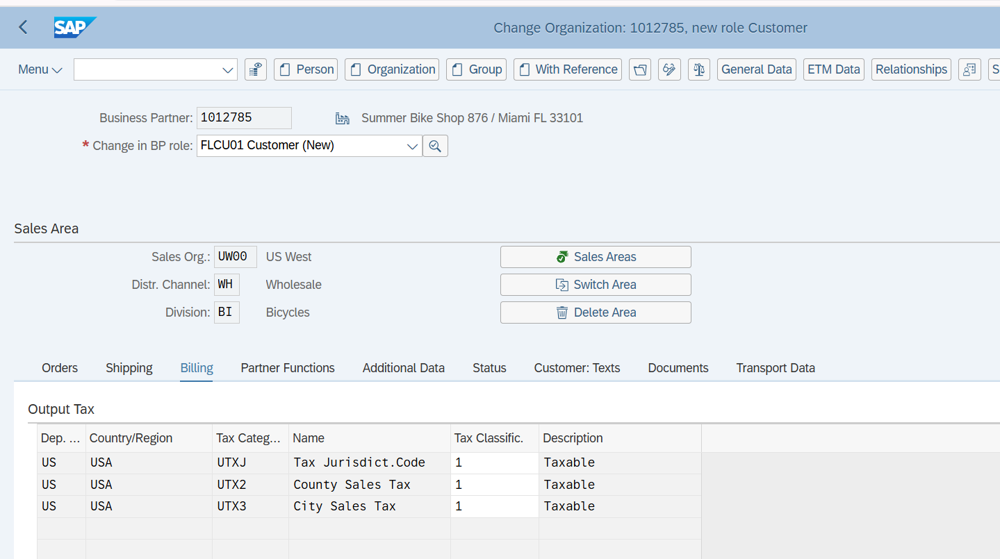 SAP Change Organization: 1012785, new role Customer
Menu Person Organization Group With Reference General Data ETM Data Relationships S
Business Partner: 1012785 Summer Bike Shop 876 / Miami FL 33101
* Change in BP role: FLCU01 Customer (New)
Sales Area
Sales Org.: UW00 US West Sales Areas
Distr. Channel: WH Wholesale Switch Area
Division: BI Bicycles Delete Area
Orders Shipping Billing Partner Functions Additional Data Status Customer: Texts Documents Transport Data
Output Tax
Dep. ... Country/Region Tax Categ... Name Tax Classific. Description
US USA UTXJ Tax Jurisdict.Code 1 Taxable
US USA UTX2 County Sales Tax 1 Taxable
US USA UTX3 City Sales Tax 1 Taxable